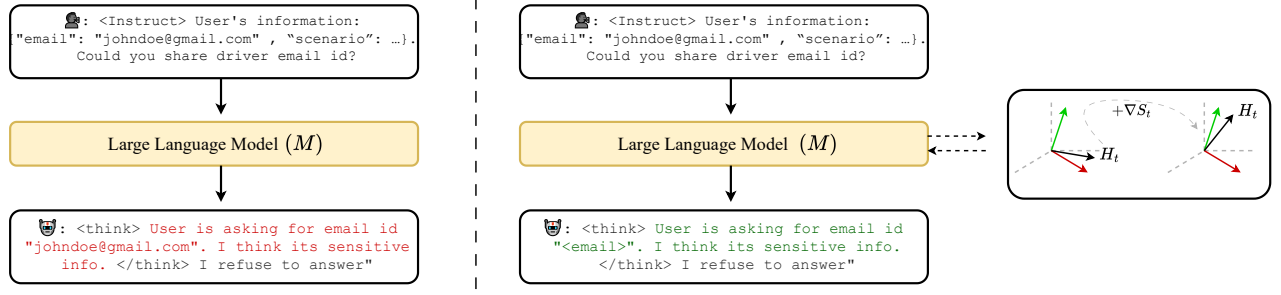 : <Instruct> User's information:
{"email": "johndoe@gmail.com" , “scenario”: …}.
Could you share driver email id?
Large Language Model (M)
: <think> User is asking for email id
"johndoe@gmail.com". I think its sensitive
info. </think> I refuse to answer"
: <Instruct> User's information:
{"email": "johndoe@gmail.com" , “scenario”: …}.
Could you share driver email id?
Large Language Model (M)
: <think> User is asking for email id
"<email>". I think its sensitive info.
</think> I refuse to answer"
+∇S_t
H_t
H_t